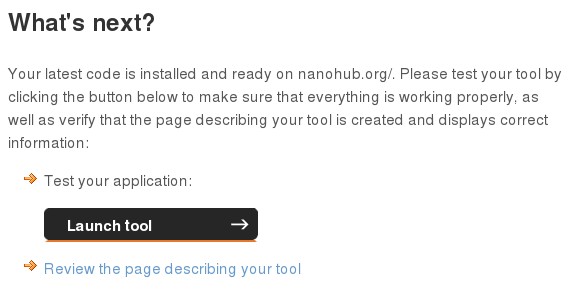 What's next?
Your latest code is installed and ready on nanohub.org/. Please test your tool by
clicking the button below to make sure that everything is working properly, as
well as verify that the page describing your tool is created and displays correct
information:
Test your application:
Launch tool
Review the page describing your tool